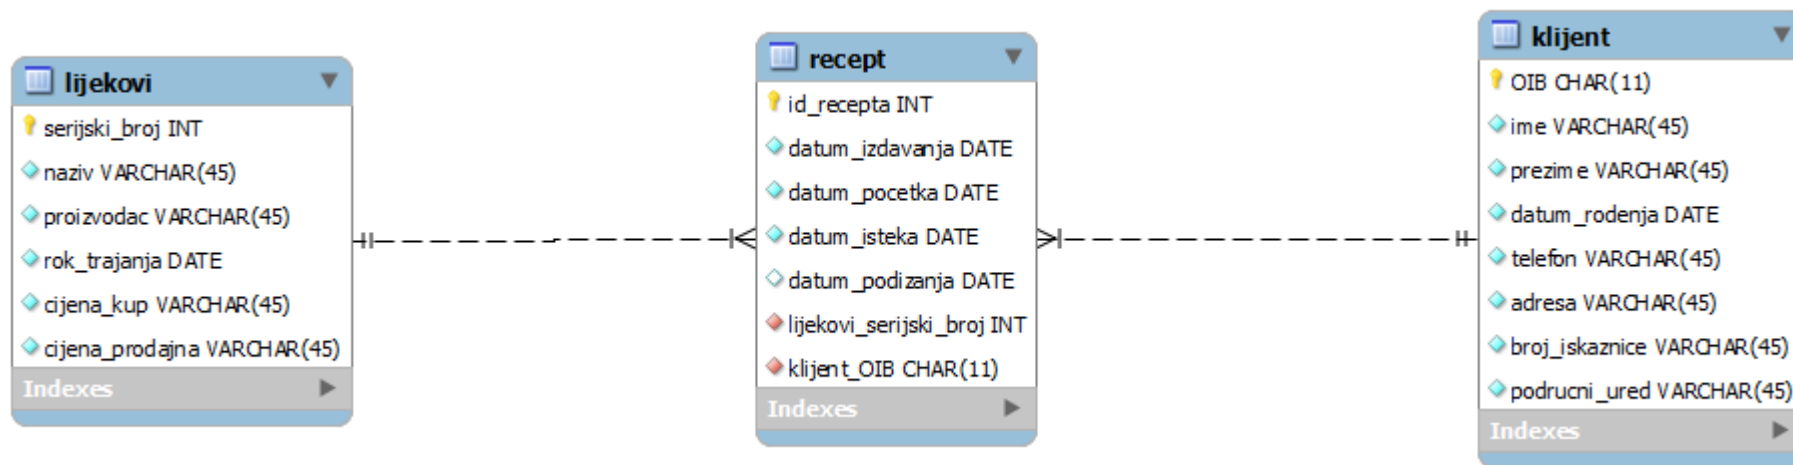 lijekovi
serijski_broj INT
naziv VARCHAR(45)
proizvodac VARCHAR(45)
rok_trajanja DATE
cijena_kup VARCHAR(45)
cijena_prodajna VARCHAR(45)
Indexes
recept
id_recepta INT
datum_izdavanja DATE
datum_pocetka DATE
datum_isteka DATE
datum_podizanja DATE
lijekovi_serijski_broj INT
klijent_OIB CHAR(11)
Indexes
klijent
OIB CHAR(11)
ime VARCHAR(45)
prezime VARCHAR(45)
datum_rodenja DATE
telefon VARCHAR(45)
adresa VARCHAR(45)
broj_iskaznice VARCHAR(45)
podrucni_ured VARCHAR(45)
Indexes